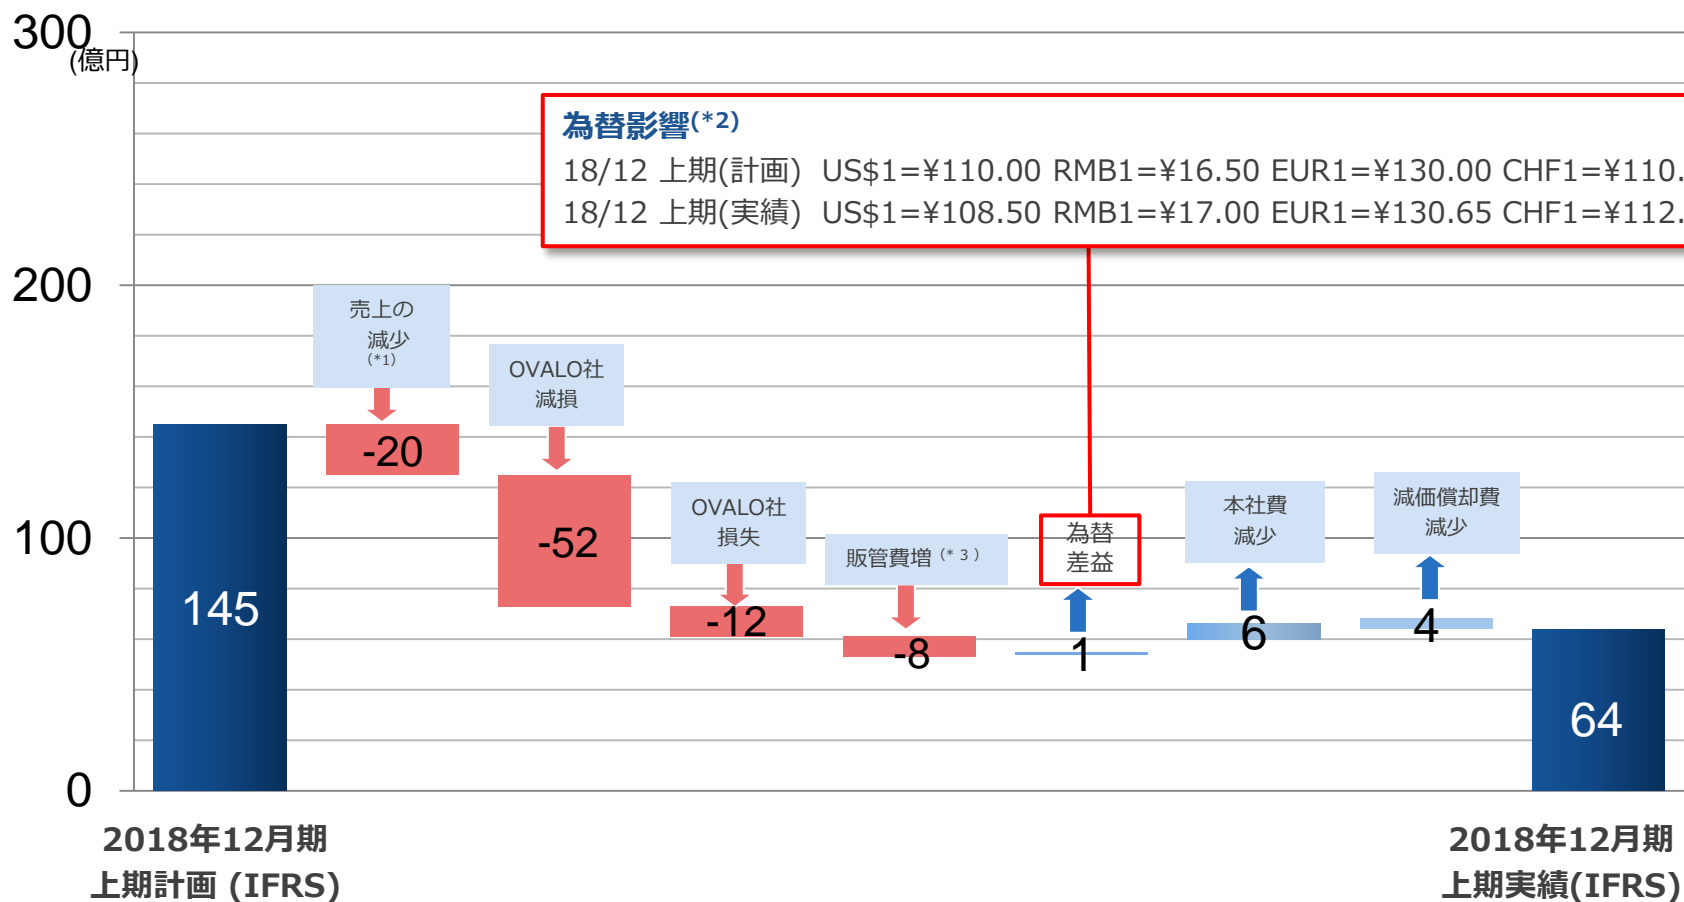 300
(億円)
為替影響(*2)
18/12 上期(計画) US$1=¥110.00 RMB1=¥16.50 EUR1=¥130.00 CHF1=¥110.
18/12 上期(実績) US$1=¥108.50 RMB1=¥17.00 EUR1=¥130.65 CHF1=¥112.
200
売上の
減少
(*1)
OVALO社
減損
-20
100
-52
OVALO社
損失
販管費増(*3)
為替
差益
本社費
減少
減価償却費
減少
145
-12
-8
1
6
4
64
0
2018年12月期
上期計画 (IFRS)
2018年12月期
上期実績(IFRS)